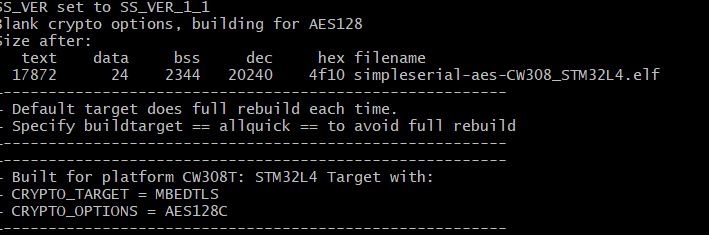 SS_VER set to SS_VER_1_1
Blank crypto options, building for AES128
Size after:
text data bss dec hex filename
17872 24 2344 20240 4f10 simpleserial-aes-CW308_STM32L4.elf
+--------------------------------------------------------
+ Default target does full rebuild each time.
+ Specify buildtarget == allquick == to avoid full rebuild
+--------------------------------------------------------
+--------------------------------------------------------
+ Built for platform CW308T: STM32L4 Target with:
+ CRYPTO_TARGET = MBEDTLS
+ CRYPTO_OPTIONS = AES128C
+--------------------------------------------------------